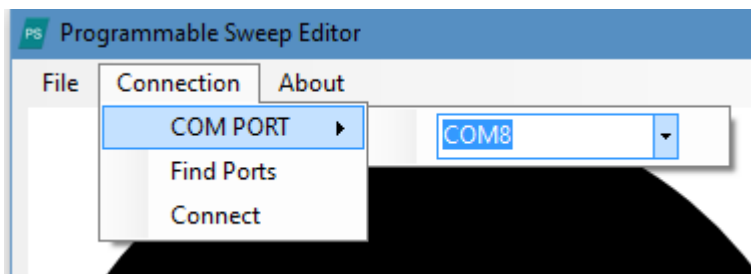 PS Programmable Sweep Editor
File Connection About
COM PORT COM8
Find Ports
Connect